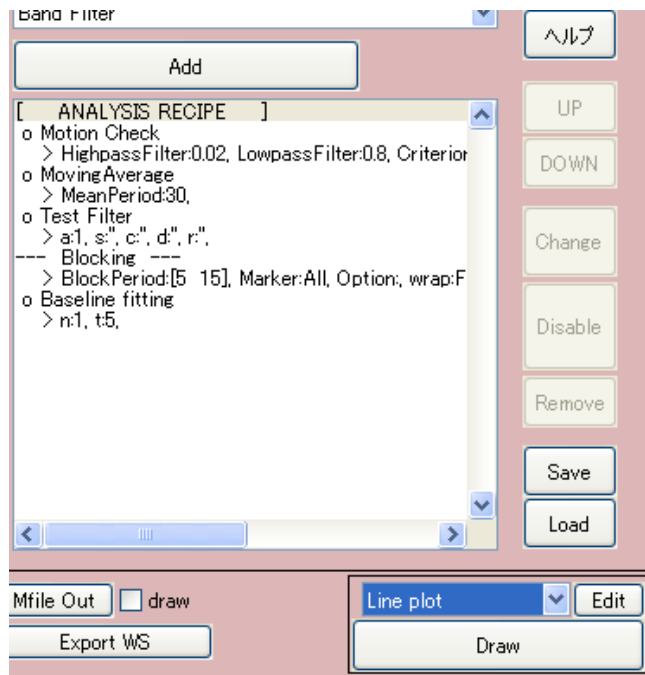 Band Filter
ヘルプ
Add
[ ANALYSIS RECIPE ]
o Motion Check
> HighpassFilter:0.02, LowpassFilter:0.8, Criterior
o MovingAverage
> MeanPeriod:30,
o Test Filter
> a:1, s:'', c:'', d:'', r:'',
--- Blocking ---
> BlockPeriod:[5 15], Marker:All, Option:, wrap:F
o Baseline fitting
> n:1, t:5,
UP
DOWN
Change
Disable
Remove
Save
Load
Mfile Out
draw
Line plot
Edit
Export WS
Draw